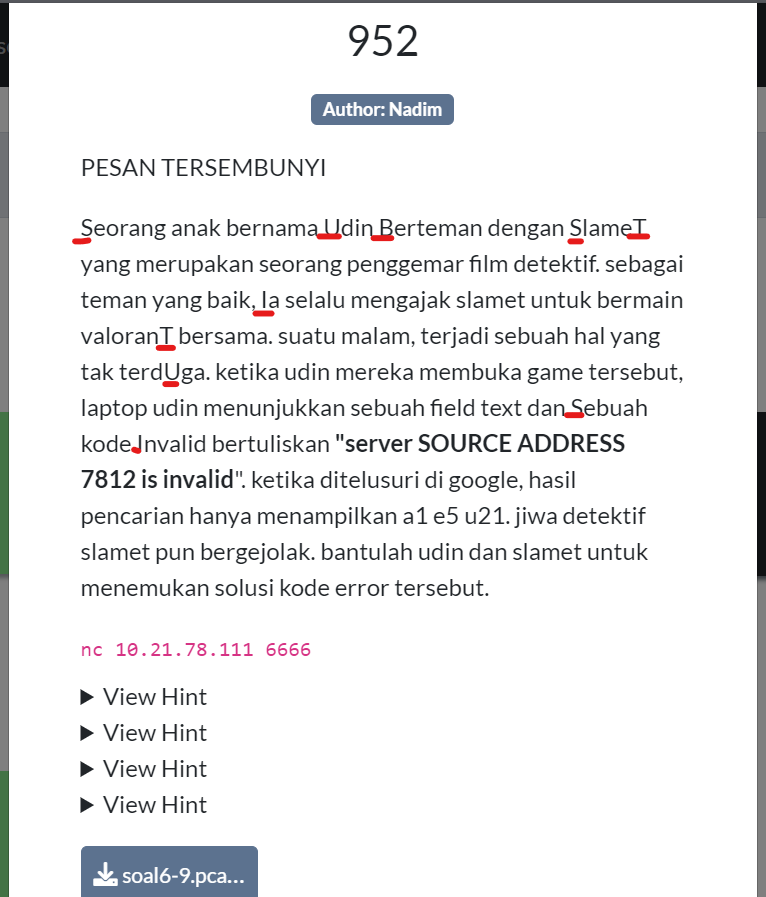 952
Author: Nadim
PESAN TERSEMBUNYI
Seorang anak bernama Udin Berteman dengan SlameT
yang merupakan seorang penggemar film detektif. sebagai
teman yang baik, Ia selalu mengajak slamet untuk bermain
valoranT bersama. suatu malam, terjadi sebuah hal yang
tak terdUga. ketika udin mereka membuka game tersebut,
laptop udin menunjukkan sebuah field text dan Sebuah
kode Invalid bertuliskan "server SOURCE ADDRESS
7812 is invalid". ketika ditelusuri di google, hasil
pencarian hanya menampilkan a1 e5 u21. jiwa detektif
slamet pun bergejolak. bantulah udin dan slamet untuk
menemukan solusi kode error tersebut.
nc 10.21.78.111 6666
View Hint
View Hint
View Hint
View Hint
soal6-9.pca...